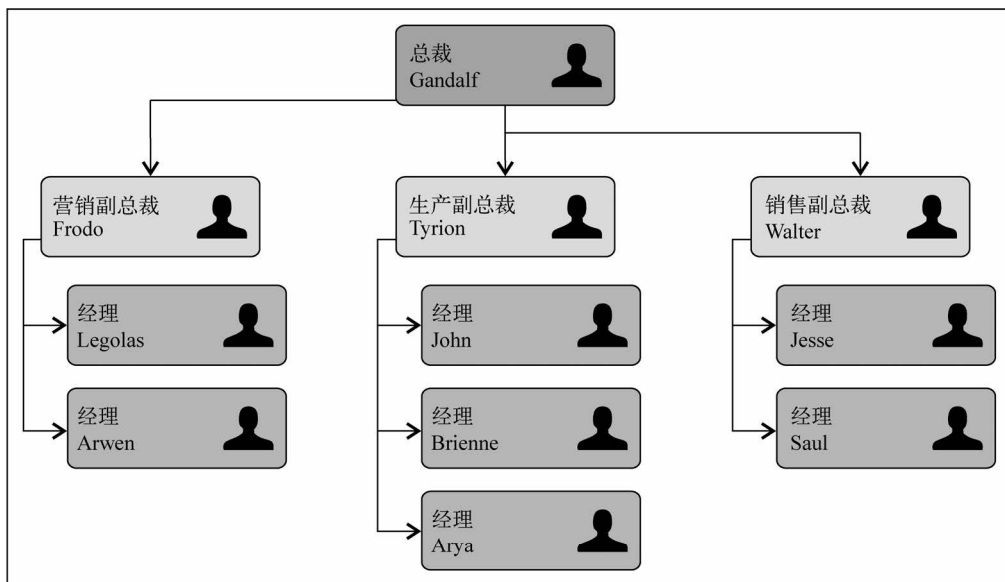 总裁
Gandalf
营销副总裁
Frodo
生产副总裁
Tyrion
销售副总裁
Walter
经理
Legolas
经理
John
经理
Jesse
经理
Arwen
经理
Brienne
经理
Saul
经理
Arya